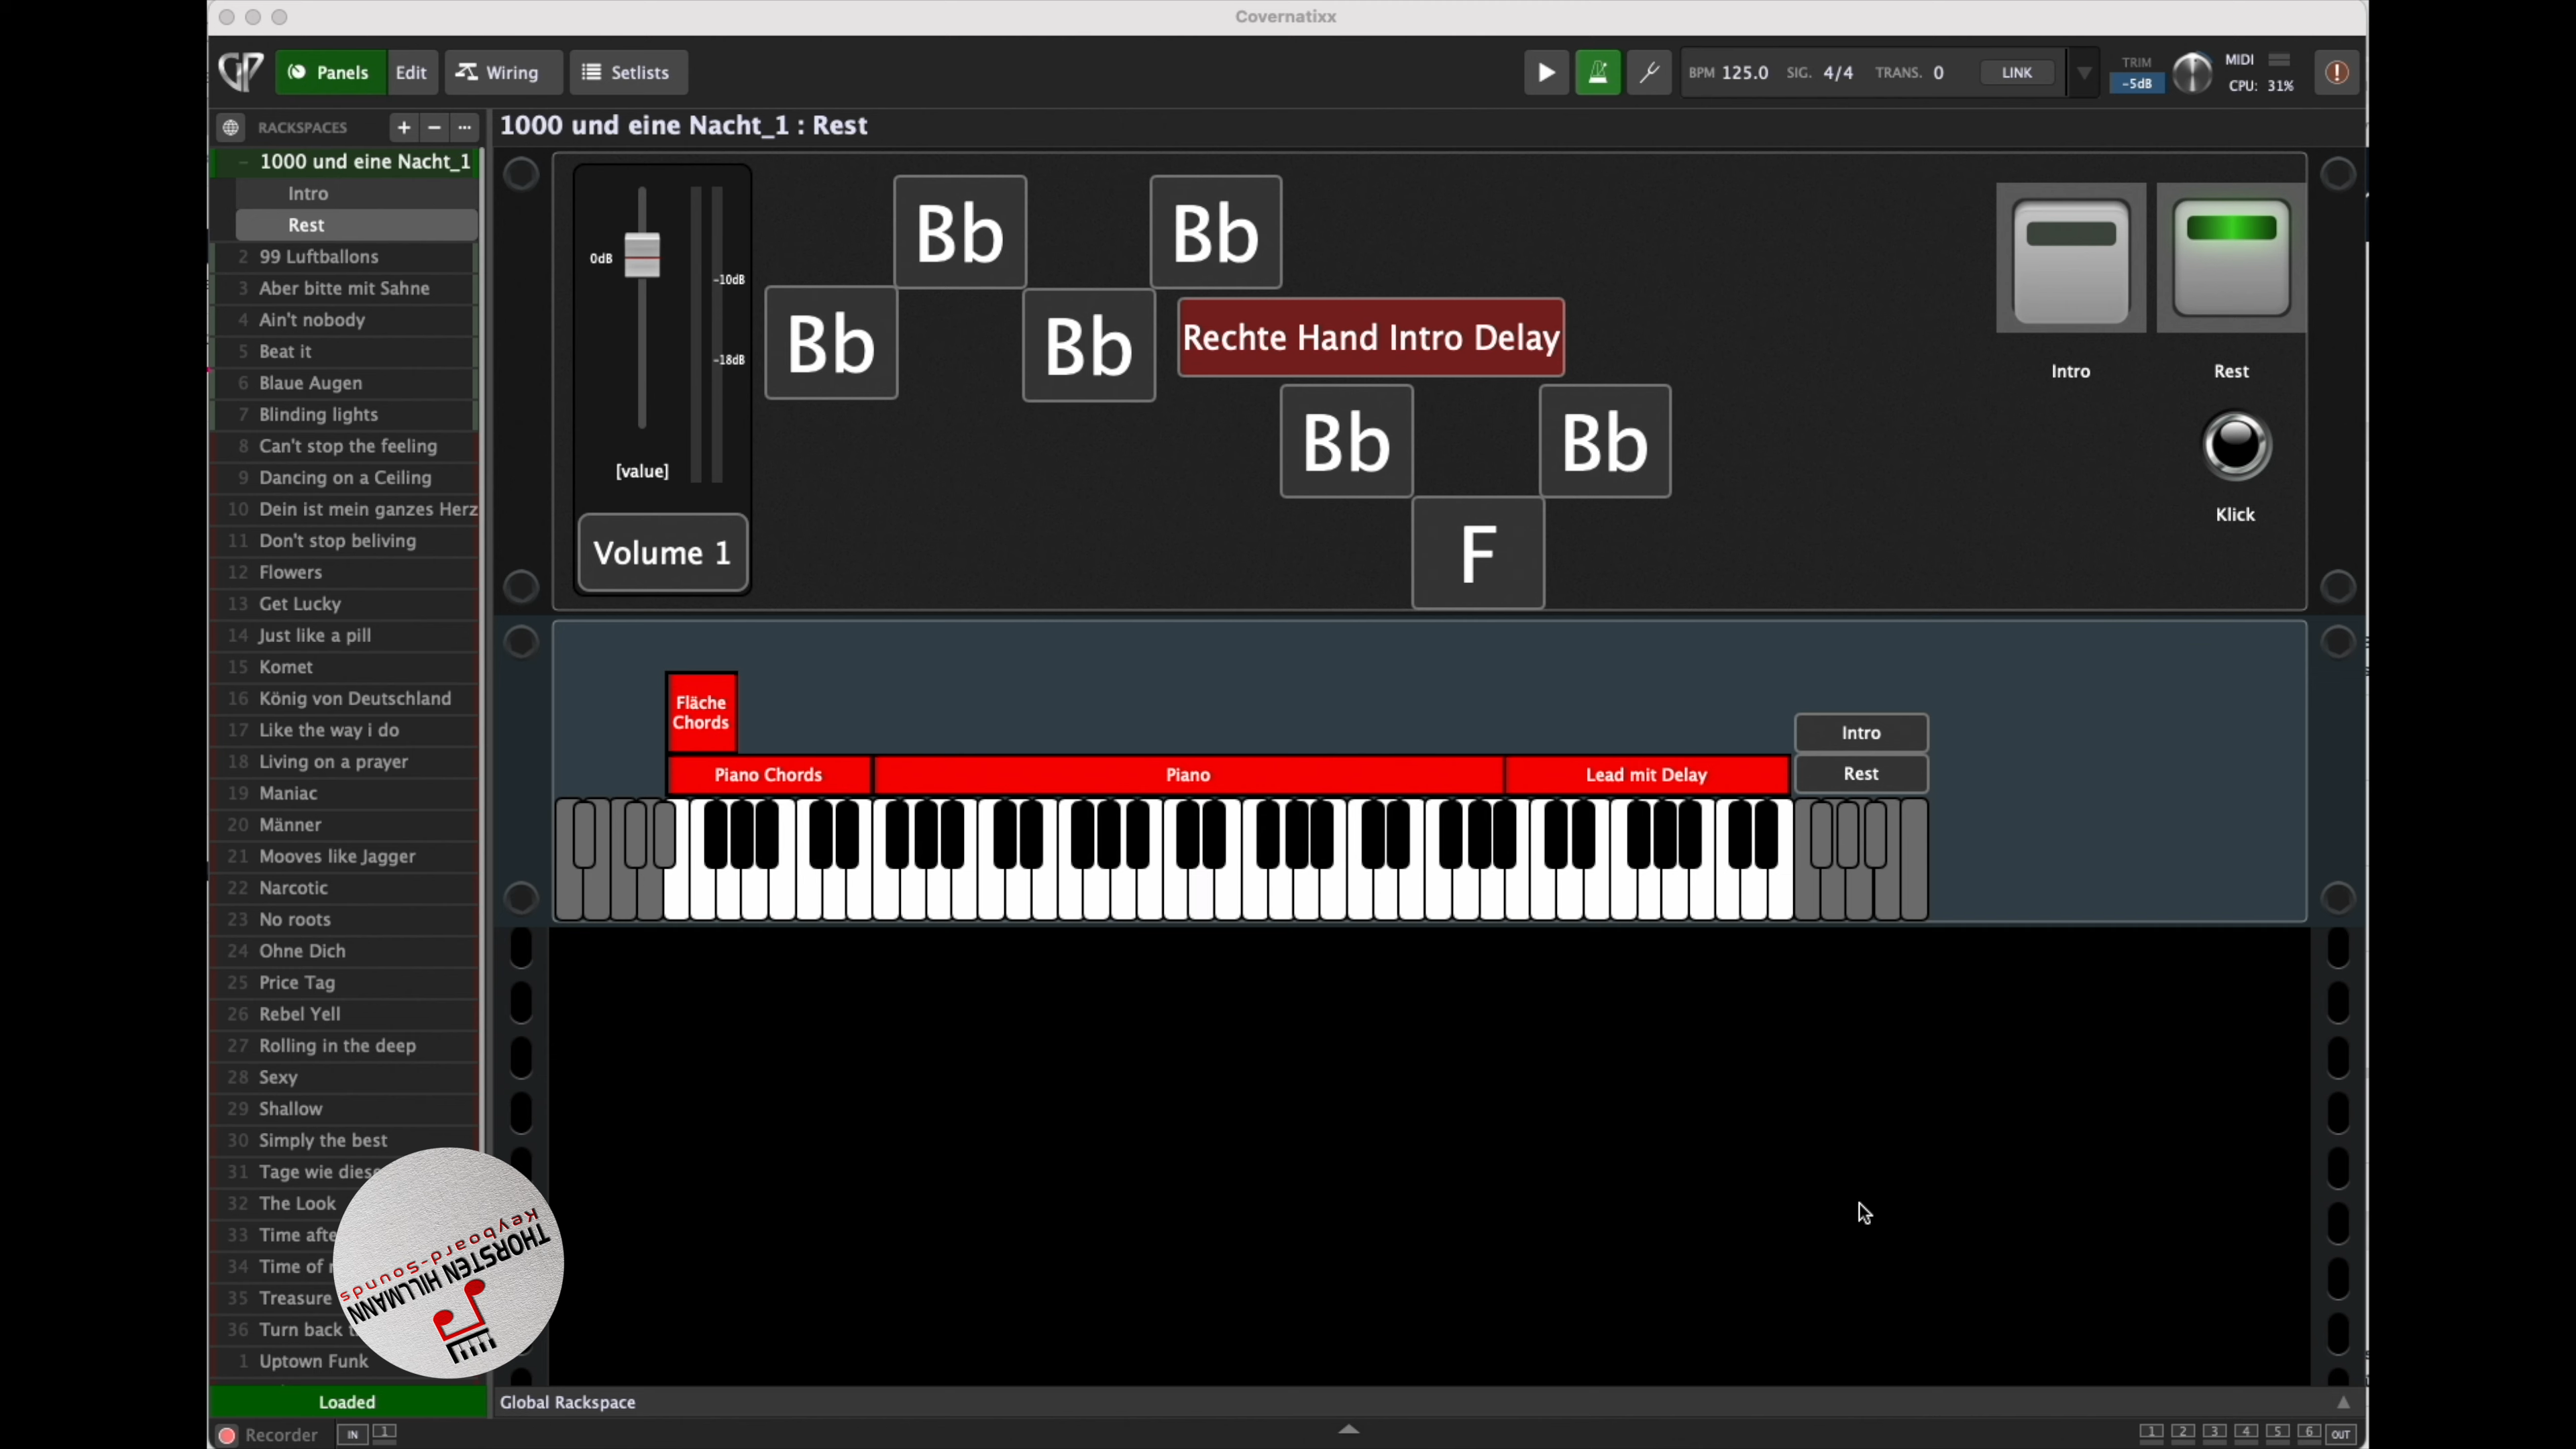 Covernatixx
GP
Panels
Edit
Wiring
Setlists
BPM 125.0 SIG. 4/4 TRANS. 0 LINK
TRIM
-5dB
MIDI
CPU: 31%
RACKSPACES + − ...
1000 und eine Nacht_1 : Rest
1000 und eine Nacht_1
Intro
Rest
2 99 Luftballons
3 Aber bitte mit Sahne
4 Ain't nobody
5 Beat it
6 Blaue Augen
7 Blinding lights
8 Can't stop the feeling
9 Dancing on a Ceiling
10 Dein ist mein ganzes Herz
11 Don't stop beliving
12 Flowers
13 Get Lucky
14 Just like a pill
15 Komet
16 König von Deutschland
17 Like the way i do
18 Living on a prayer
19 Maniac
20 Männer
21 Mooves like Jagger
22 Narcotic
23 No roots
24 Ohne Dich
25 Price Tag
26 Rebel Yell
27 Rolling in the deep
28 Sexy
29 Shallow
30 Simply the best
31 Tage wie diese
32 The Look
33 Time afte
34 Time of
35 Treasure
36 Turn back
1 Uptown Funk
Loaded
0dB
-10dB
-18dB
[value]
Volume 1
Bb
Bb
Bb
Bb
Rechte Hand Intro Delay
Bb
Bb
F
Intro
Rest
Klick
Fläche
Chords
Piano Chords
Piano
Lead mit Delay
Intro
Rest
THORSTEN HILLMANN
Keyboard-Sounds
Global Rackspace
Recorder
IN
1
1 2 3 4 5 6 OUT